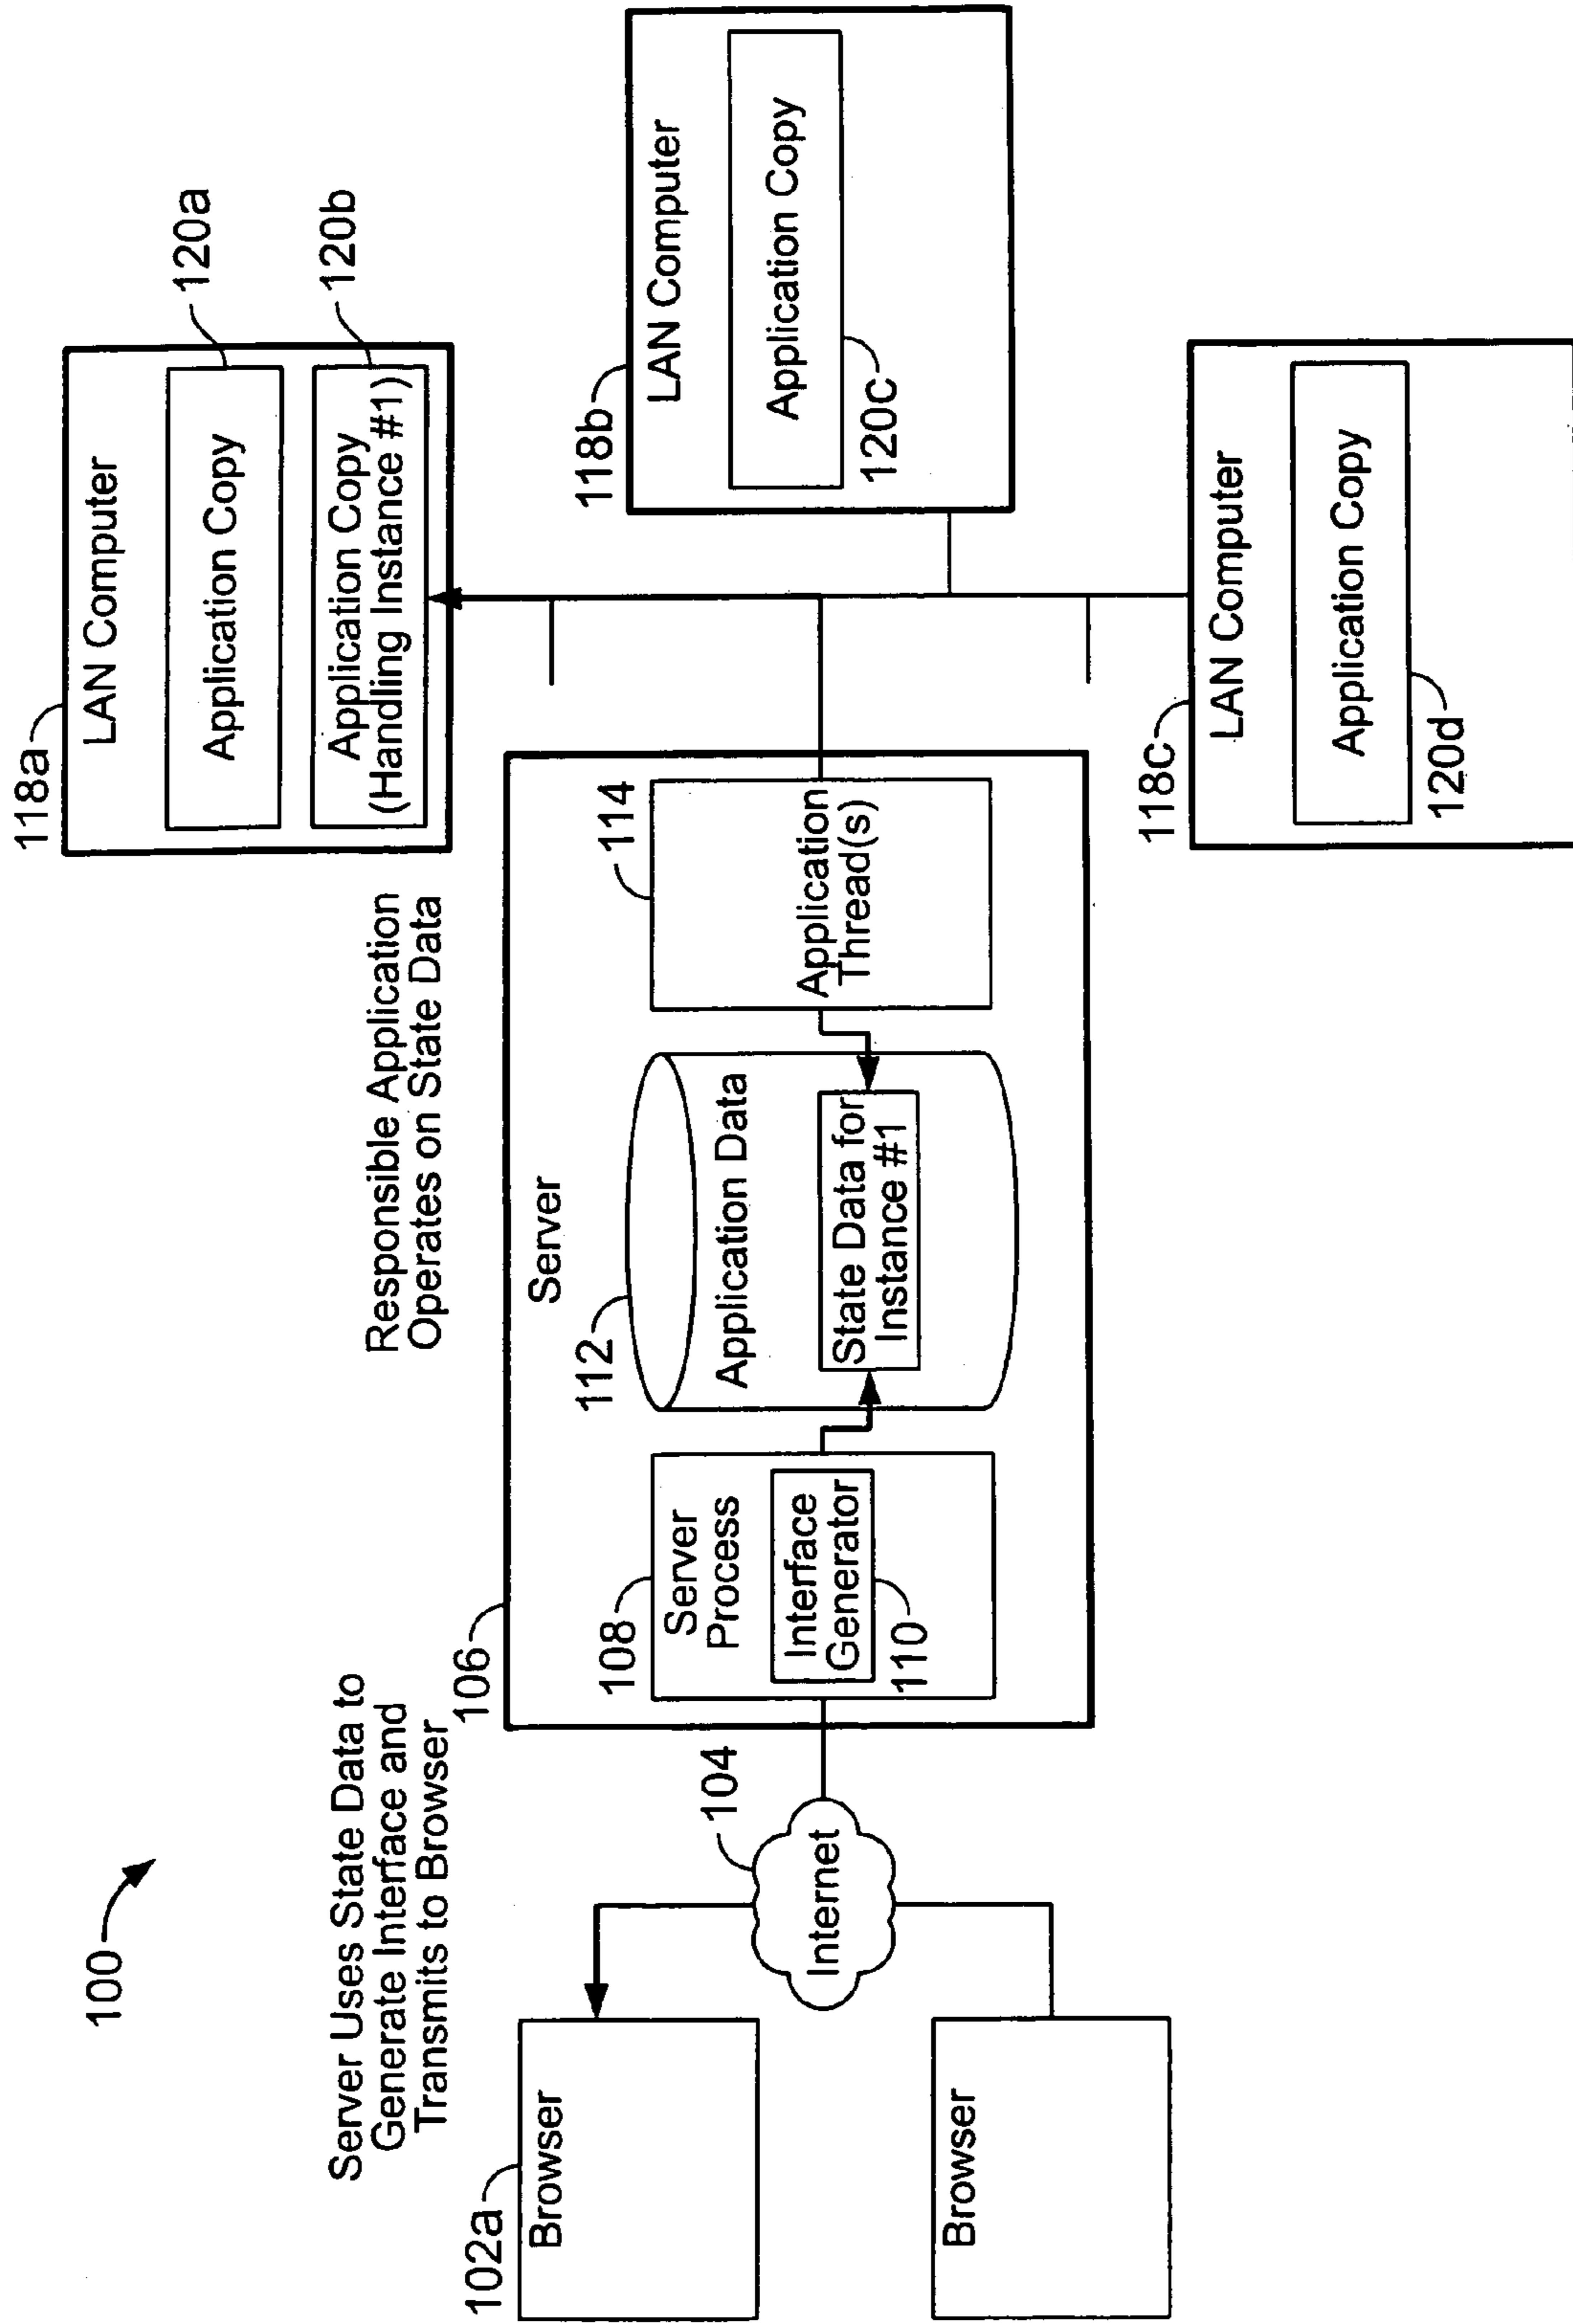 100
Server Uses State Data to
Generate Interface and
Transmits to Browser
102a
Browser
Browser
104
Internet
106
Server
108
Server
Process
Interface
Generator
110
112
Application Data
State Data for
Instance #1
114
Application
Thread(s)
Responsible Application
Operates on State Data
118a
LAN Computer
Application Copy
120a
Application Copy
(Handling Instance #1)
120b
118b
LAN Computer
Application Copy
120c
118c
LAN Computer
Application Copy
120d